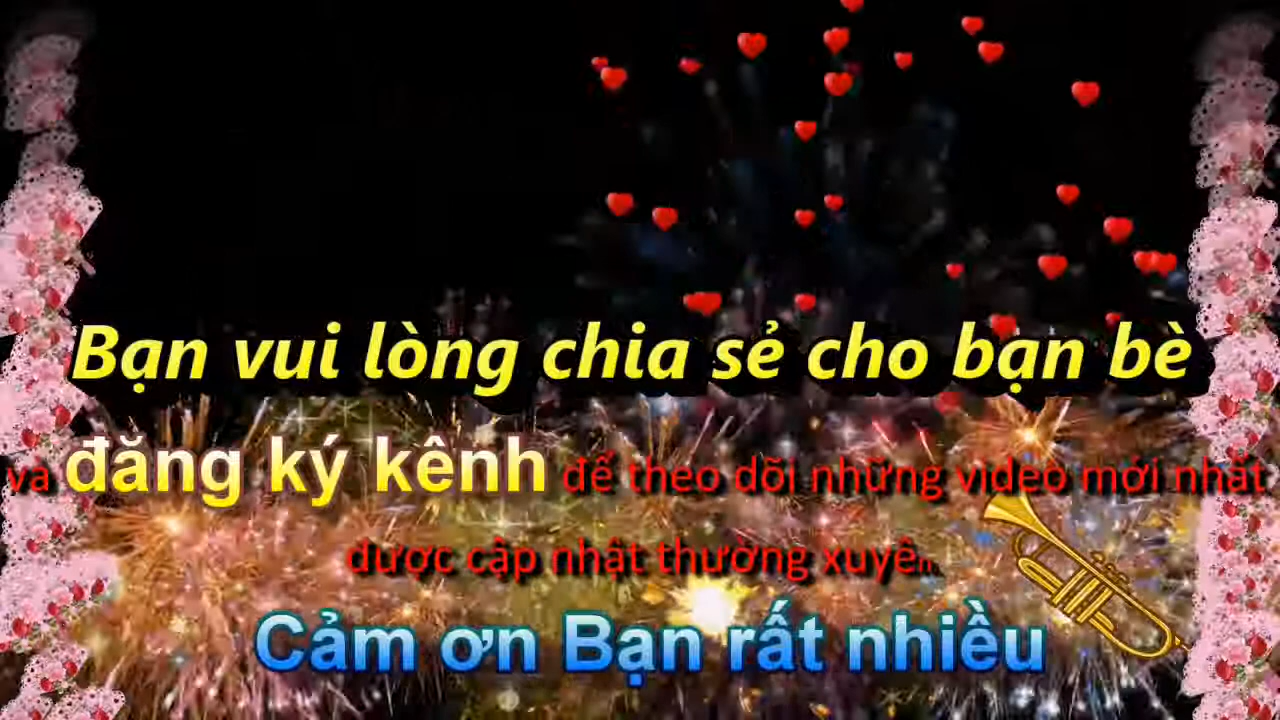 Bạn vui lòng chia sẻ cho bạn bè
và đăng ký kênh để theo dõi những video mới nhất
được cập nhật thường xuyên
Cảm ơn Bạn rất nhiều